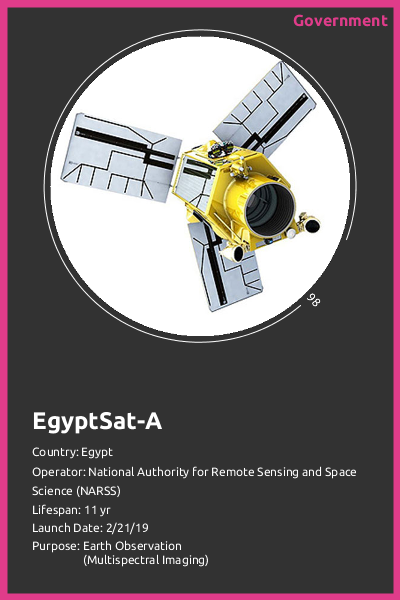 Government
98
EgyptSat-A
Country: Egypt
Operator: National Authority for Remote Sensing and Space
Science (NARSS)
Lifespan: 11 yr
Launch Date: 2/21/19
Purpose: Earth Observation
(Multispectral Imaging)